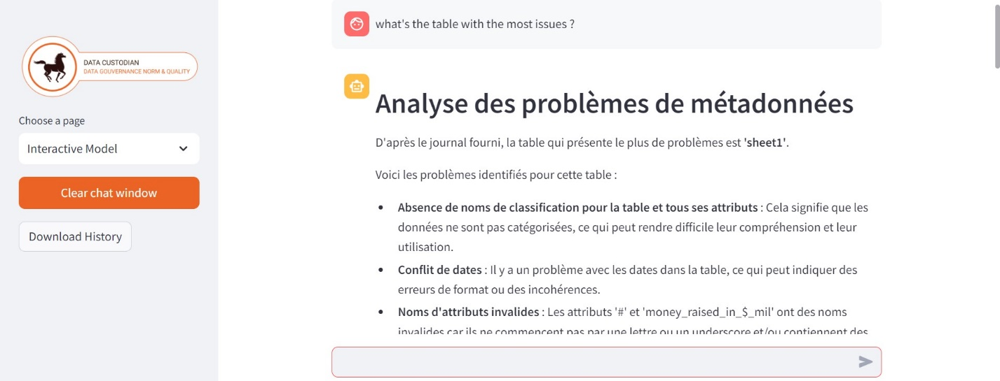 DATA CUSTODIAN
DATA GOUVERNANCE NORM & QUALITY
Choose a page
Interactive Model
Clear chat window
Download History
what's the table with the most issues ?
Analyse des problèmes de métadonnées
D'après le journal fourni, la table qui présente le plus de problèmes est 'sheet1'.
Voici les problèmes identifiés pour cette table :
• Absence de noms de classification pour la table et tous ses attributs : Cela signifie que les
données ne sont pas catégorisées, ce qui peut rendre difficile leur compréhension et leur
utilisation.
• Conflit de dates : Il y a un problème avec les dates dans la table, ce qui peut indiquer des
erreurs de format ou des incohérences.
• Noms d'attributs invalides : Les attributs '#' et 'money_raised_in_$_mil' ont des noms
invalides car ils ne commencent pas par une lettre ou un underscore et/ou contiennent des